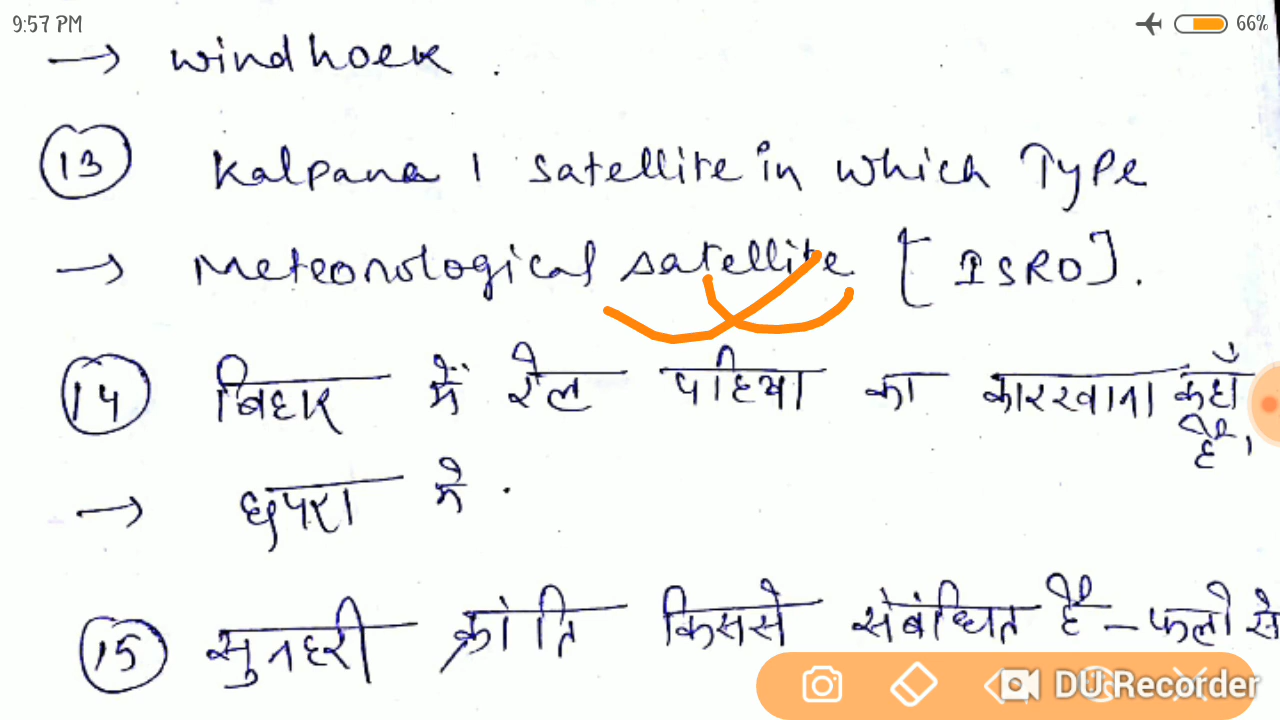 9:57 PM 66%
→ windhoek .
13 Kalpana 1 satellite in which Type
→ Meteonological satellite [ISRO].
14 बिहार में रेल पहिया का कारखाना कहाँ
है।
→ छपरा मे .
15 सुनहरी क्रांति किससे संबंधित है - फलो से
DU Recorder